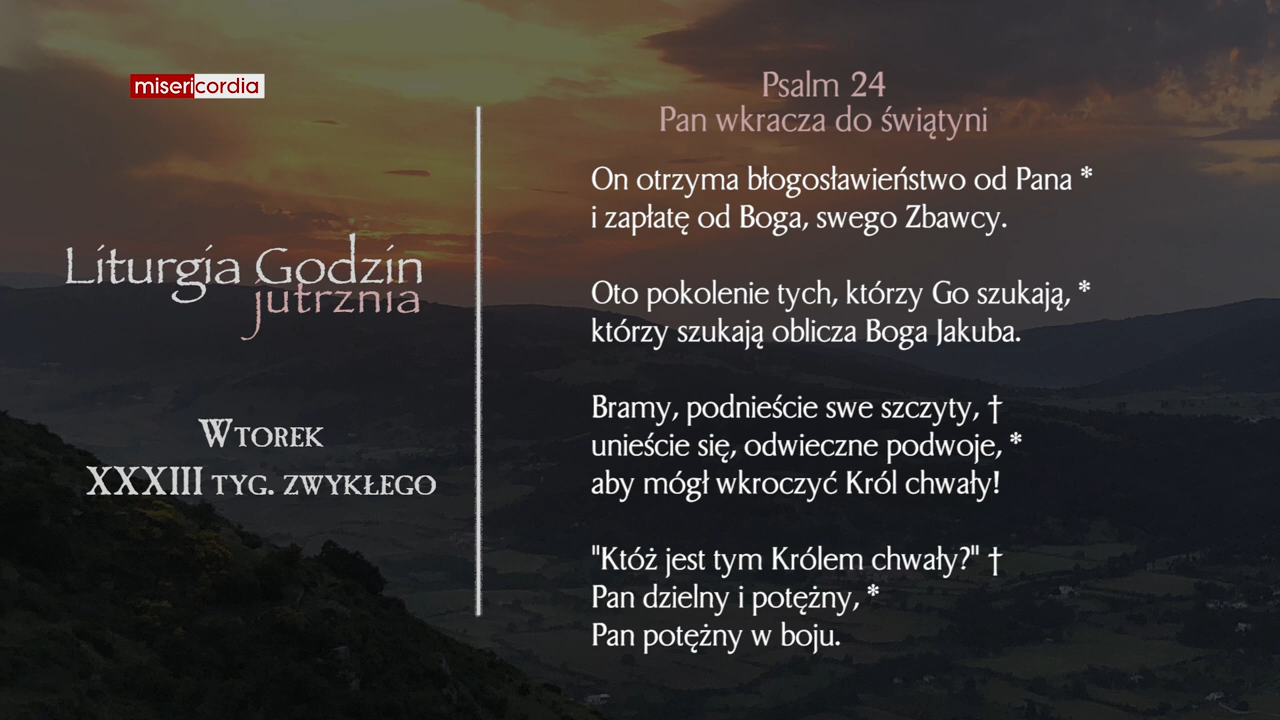 misericordia
Liturgia Godzin
jutrznia
Wtorek
XXXIII tyg. zwykłego
Psalm 24
Pan wkracza do świątyni
On otrzyma błogosławieństwo od Pana *
i zapłatę od Boga, swego Zbawcy.
Oto pokolenie tych, którzy Go szukają, *
którzy szukają oblicza Boga Jakuba.
Bramy, podnieście swe szczyty, †
unieście się, odwieczne podwoje, *
aby mógł wkroczyć Król chwały!
"Któż jest tym Królem chwały?" †
Pan dzielny i potężny, *
Pan potężny w boju.